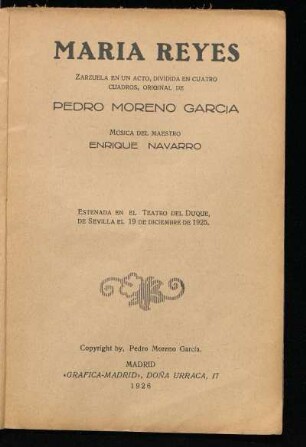 MARIA REYES
ZARZUELA EN UN ACTO, DIVIDIDA EN CUATRO
CUADROS, ORIGINAL DE
PEDRO MORENO GARCIA
MÚSICA DEL MAESTRO
ENRIQUE NAVARRO
ESTRENADA EN EL TEATRO DEL DUQUE,
DE SEVILLA EL 19 DE DICIEMBRE DE 1925.
Copyright by, Pedro Moreno García.
MADRID
«GRAFICA-MADRID», DOÑA URRACA, 17
1926